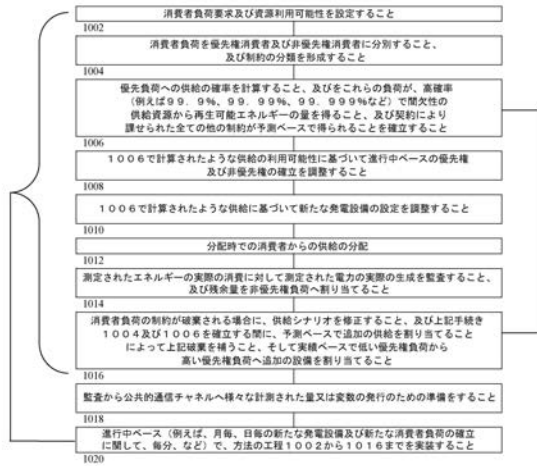 消費者負荷要求及び資源利用可能性を設定すること
1002
消費者負荷を優先権消費者及び非優先権消費者に分別すること、
及び制約の分類を形成すること
1004
優先負荷への供給の確率を計算すること、及びをこれらの負荷が、高確率
(例えば99.9%、99.99%、99.999%など)で間欠性の
供給資源から再生可能エネルギーの量を得ること、及び契約により
課せられた全ての他の制約が予測ベースで得られることを確立すること
1006
1006で計算されたような供給の利用可能性に基づいて進行中ベースの優先権
及び非優先権の確立を調整すること
1008
1006で計算されたような供給に基づいて新たな発電設備の設定を調整すること
1010
分配時での消費者からの供給の分配
1012
測定されたエネルギーの実際の消費に対して測定された電力の実際の生成を監査すること、
及び残余量を非優先権負荷へ割り当てること
1014
消費者負荷の制約が破棄される場合に、供給シナリオを修正すること、及び上記手続き
1004及び1006を確立する間に、予測ベースで追加の供給を割り当てること
によって上記破棄を補うこと、そして実績ベースで低い優先権負荷から
高い優先権負荷へ追加の設備を割り当てること
1016
監査から公共的通信チャネルへ様々な計測された量又は変数の発行のための準備をすること
1018
進行中ベース(例えば、月毎、日毎の新たな発電設備及び新たな消費者負荷の確立
に関して、毎分、など)で、方法の工程1002から1016までを実装すること
1020